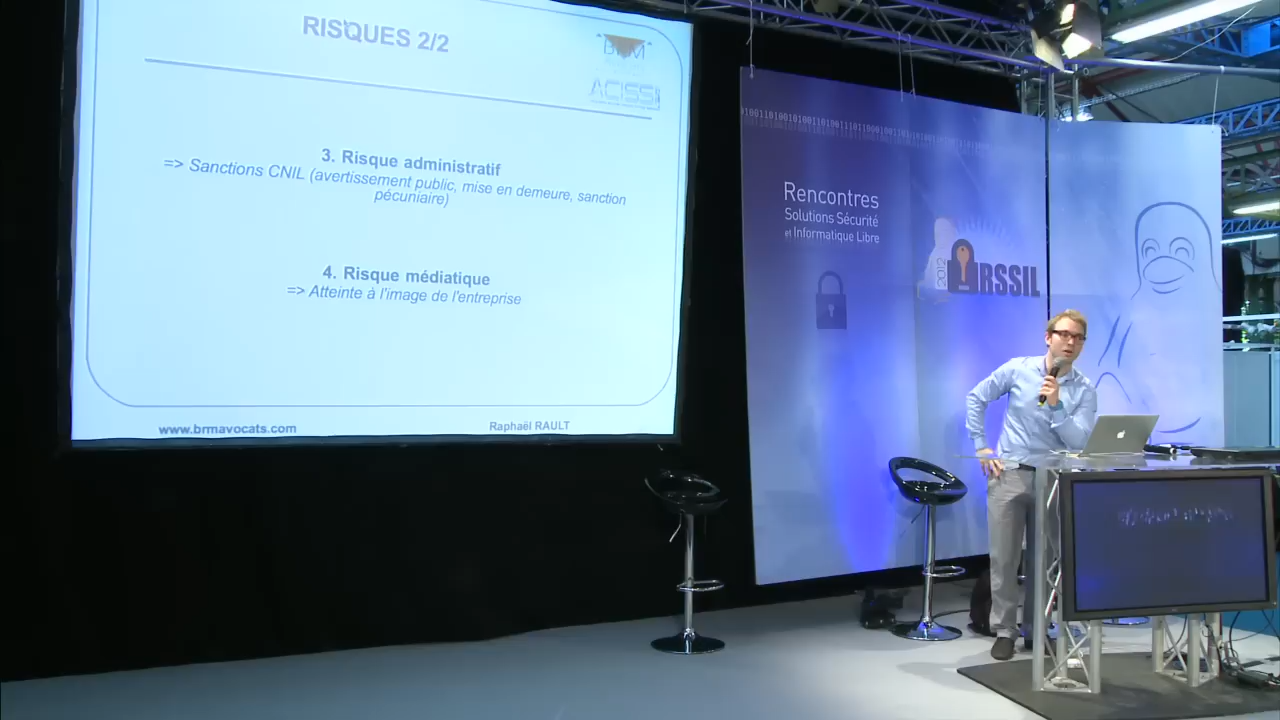 RISQUES 2/2
ACISSI
3. Risque administratif
=> Sanctions CNIL (avertissement public, mise en demeure, sanction
pécuniaire)
4. Risque médiatique
=> Atteinte à l'image de l'entreprise
www.brmavocats.com
Raphaël RAULT
Rencontres
Solutions Sécurité
et Informatique Libre
2012
RSSIL